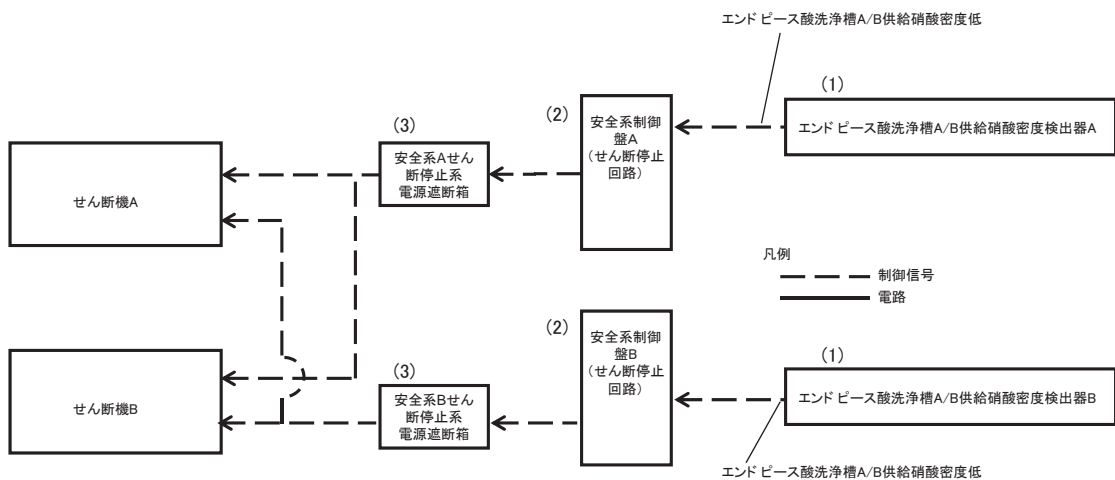 エンドピース酸洗浄槽A/B供給硝酸密度低
(1)
エンドピース酸洗浄槽A/B供給硝酸密度検出器A
(2)
安全系制御
盤A
(せん断停止
回路)
(3)
安全系Aせん
断停止系
電源遮断箱
せん断機A
凡例
制御信号
電路
(2)
安全系制御
盤B
(せん断停止
回路)
(1)
エンドピース酸洗浄槽A/B供給硝酸密度検出器B
(3)
安全系Bせん
断停止系
電源遮断箱
せん断機B
エンドピース酸洗浄槽A/B供給硝酸密度低